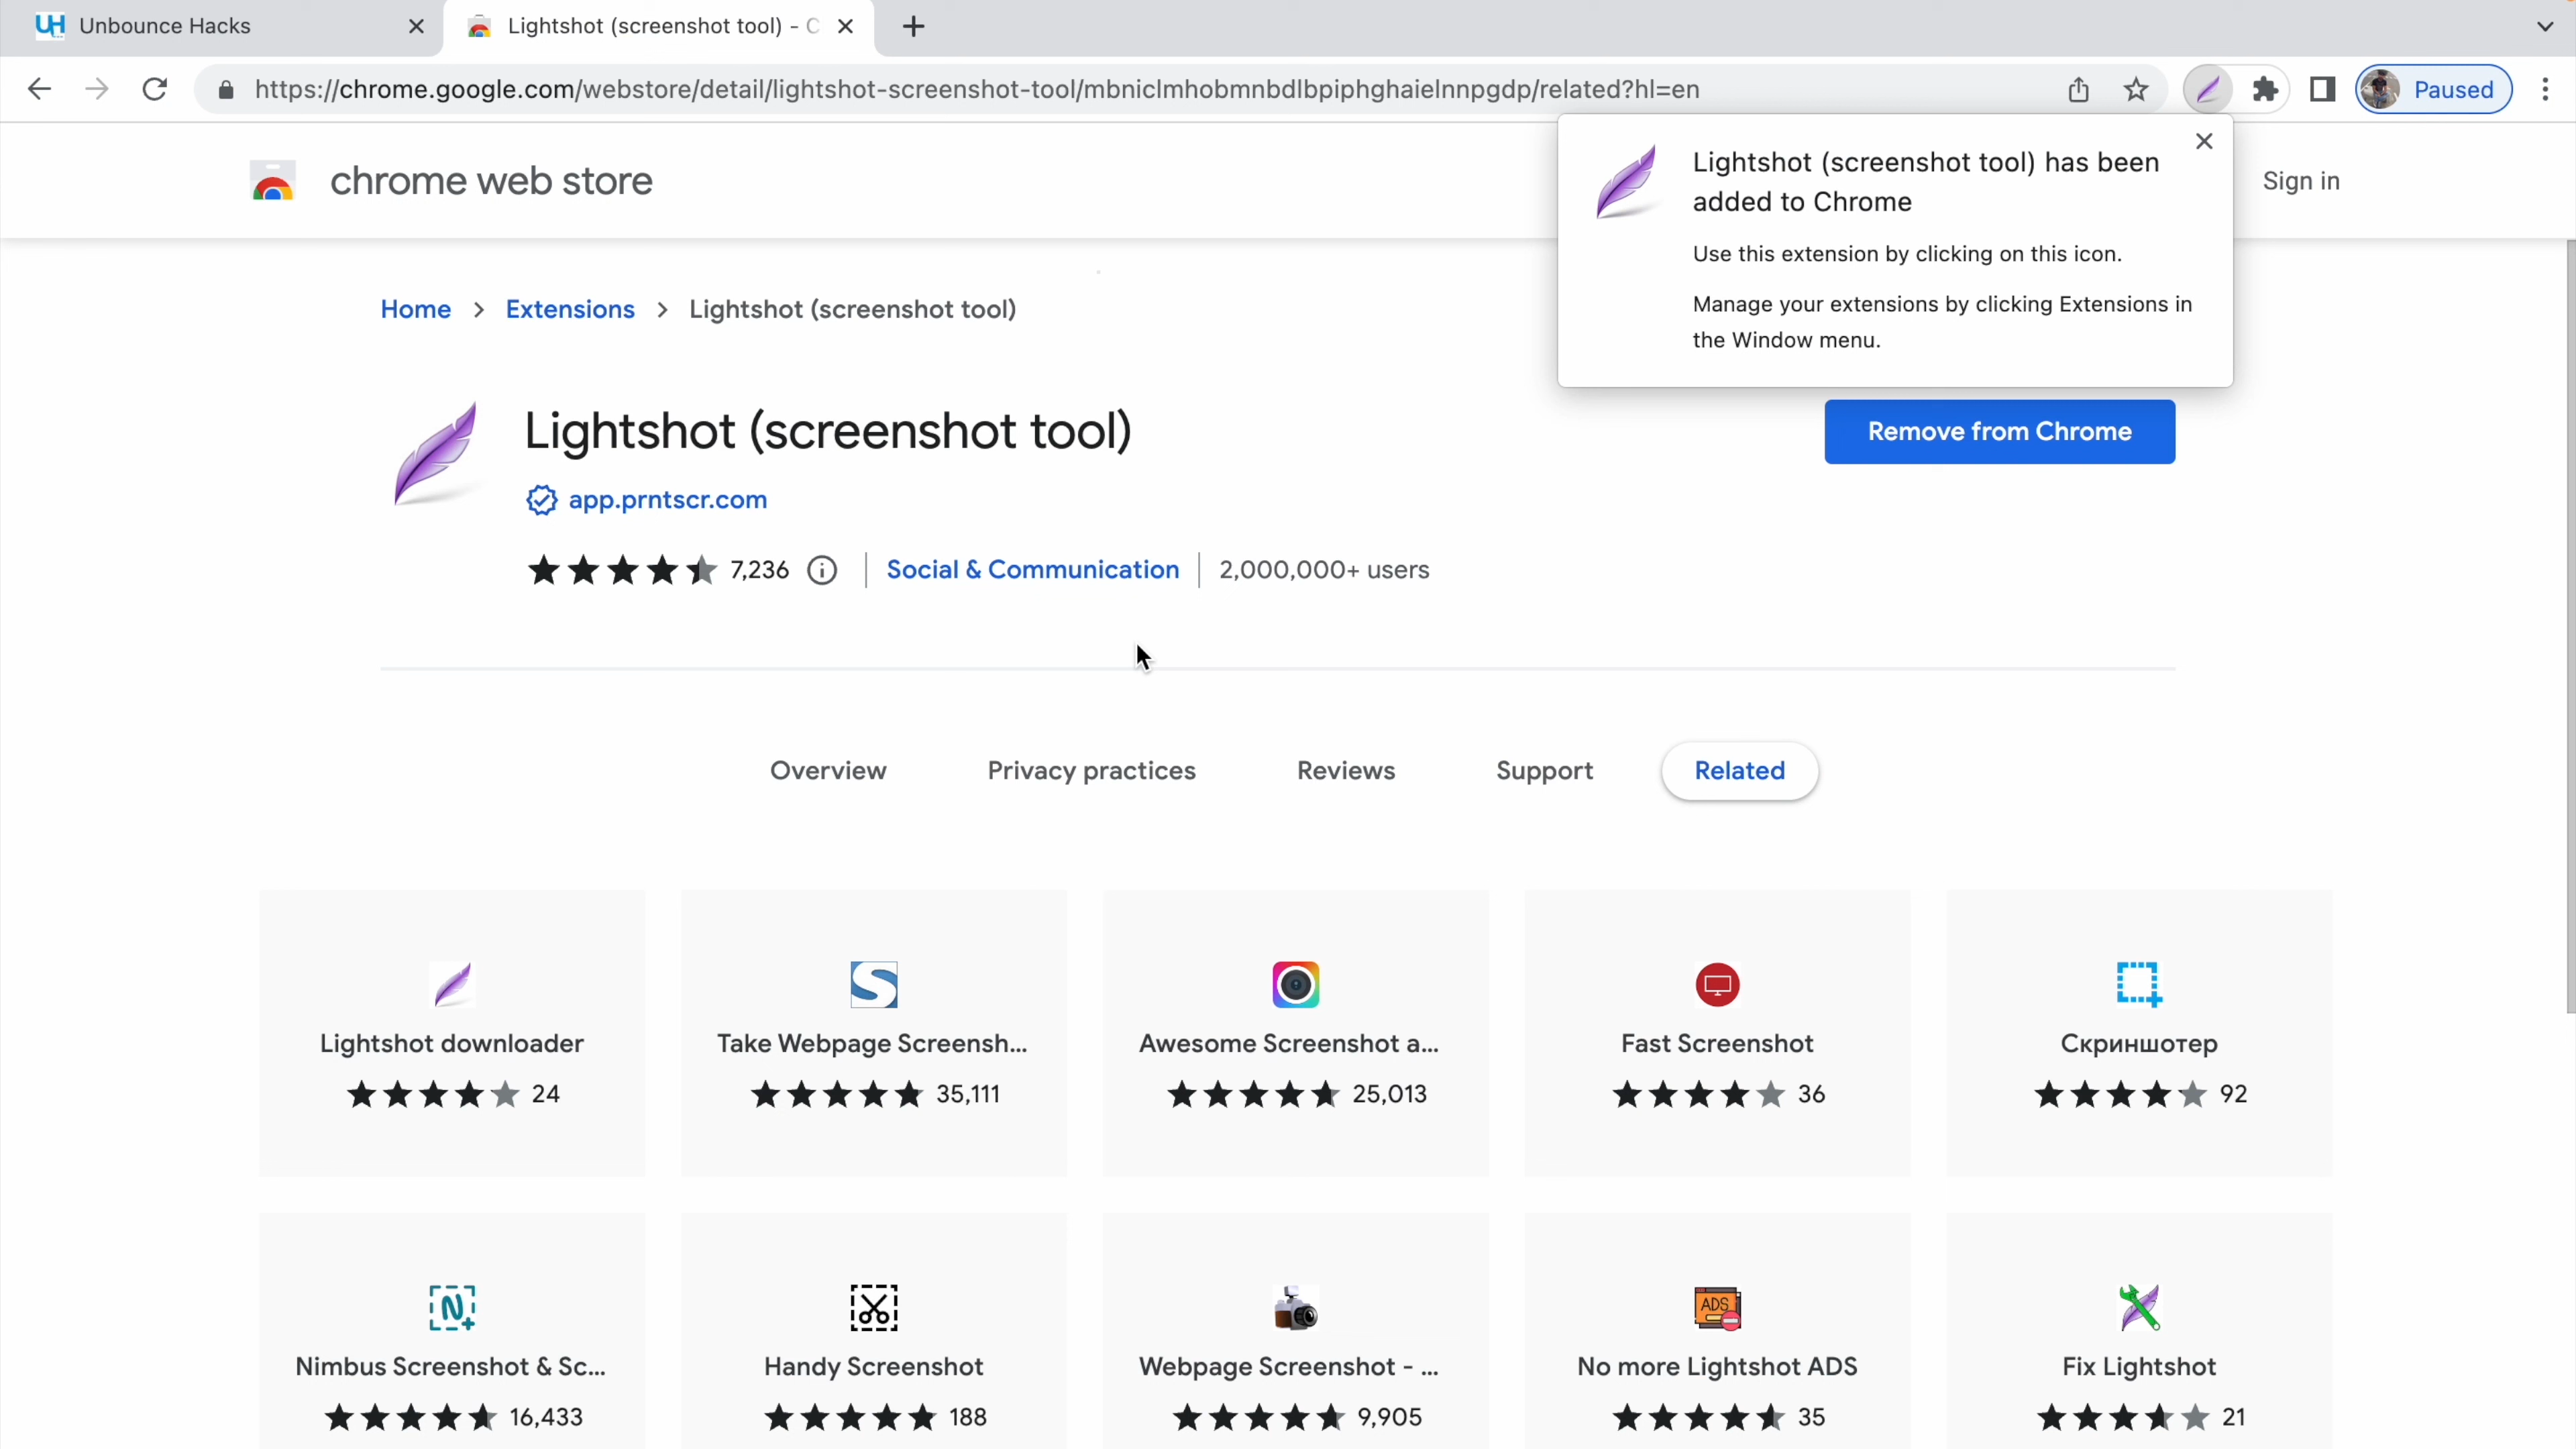 UH Unbounce Hacks
Lightshot (screenshot tool) - C
https://chrome.google.com/webstore/detail/lightshot-screenshot-tool/mbniclmhobmnbdlbpiphghaielnnpgdp/related?hl=en
Paused
chrome web store
Lightshot (screenshot tool) has been
added to Chrome
Use this extension by clicking on this icon.
Manage your extensions by clicking Extensions in
the Window menu.
Sign in
Home > Extensions > Lightshot (screenshot tool)
Lightshot (screenshot tool)
Remove from Chrome
app.prntscr.com
7,236
Social & Communication
2,000,000+ users
Overview
Privacy practices
Reviews
Support
Related
Lightshot downloader
24
Take Webpage Screensh...
35,111
Awesome Screenshot a...
25,013
Fast Screenshot
36
Скриншотер
92
N
Nimbus Screenshot & Sc...
16,433
Handy Screenshot
188
Webpage Screenshot - ...
9,905
ADS
No more Lightshot ADS
35
Fix Lightshot
21